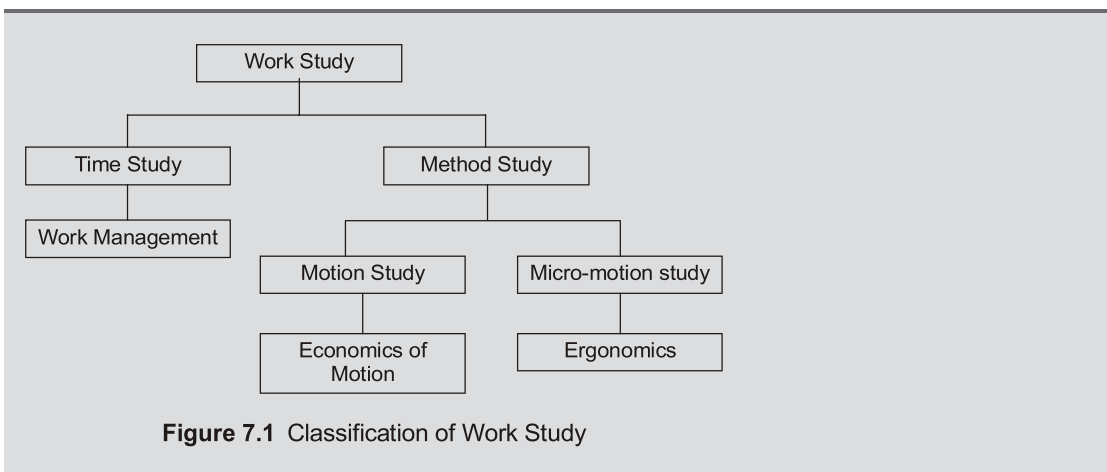 Work Study
Time Study
Method Study
Work Management
Motion Study
Micro-motion study
Economics of
Motion
Ergonomics
Figure 7.1 Classification of Work Study